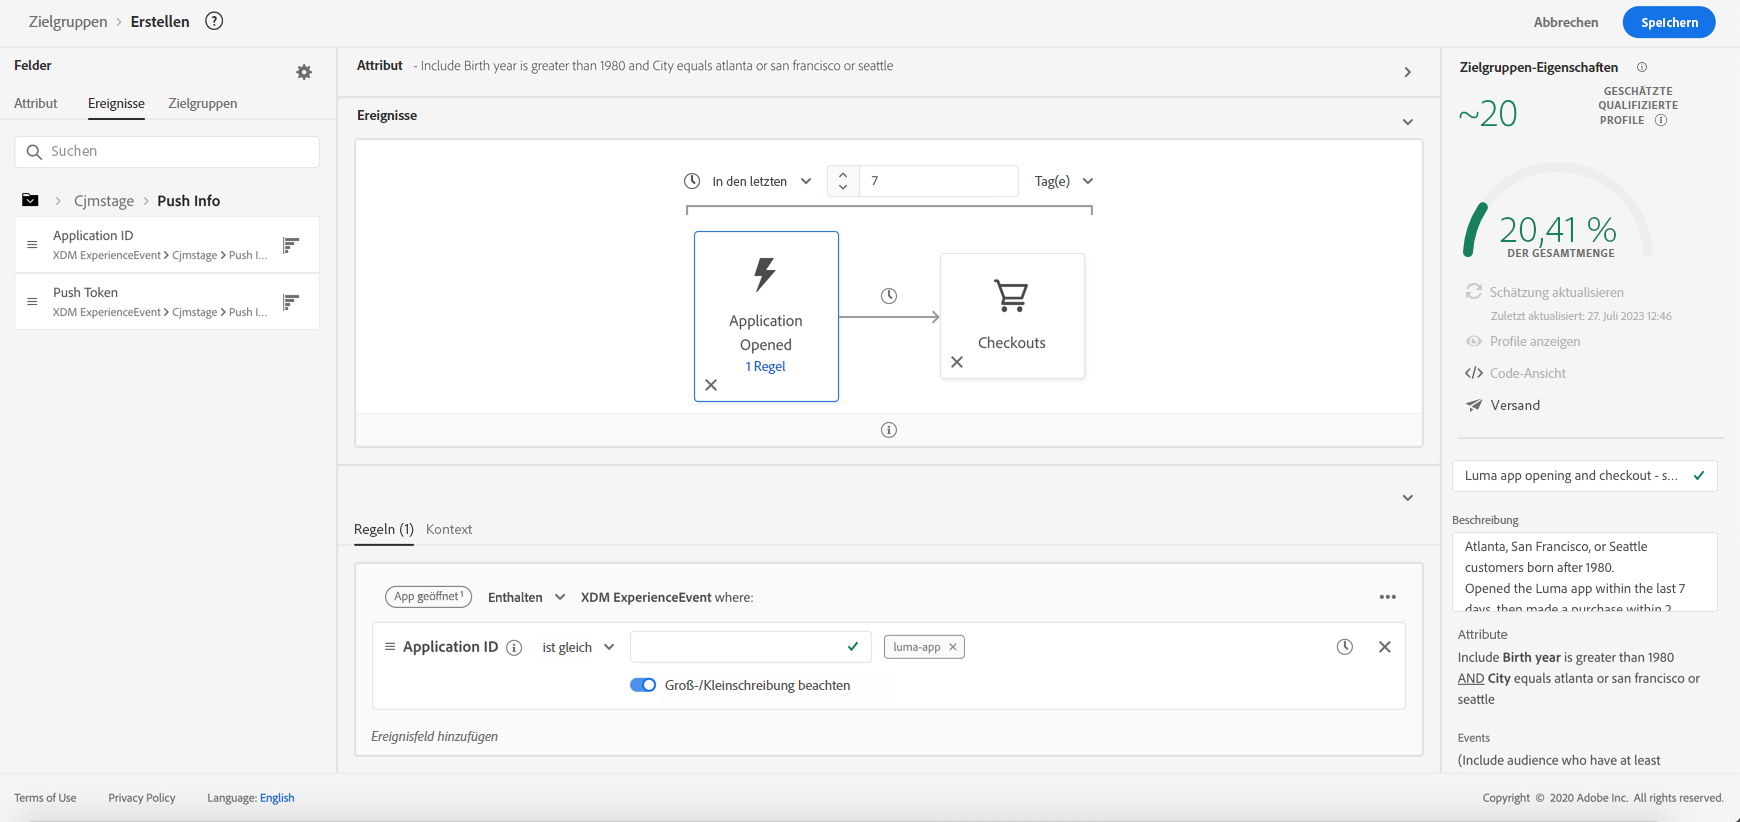 Zielgruppen > Erstellen
Abbrechen
Speichern
Felder
Attribut Ereignisse Zielgruppen
Suchen
Cjmstage > Push Info
Application ID
XDM ExperienceEvent > Cjmstage > Push I...
Push Token
XDM ExperienceEvent > Cjmstage > Push I...
Attribut - Include Birth year is greater than 1980 and City equals atlanta or san francisco or seattle
Ereignisse
In den letzten 7 Tag(e)
Application
Opened
1 Regel
Checkouts
Regeln (1) Kontext
App geöffnet¹ Enthalten XDM ExperienceEvent where:
Application ID ist gleich luma-app
Groß-/Kleinschreibung beachten
Ereignisfeld hinzufügen
Zielgruppen-Eigenschaften
~20
GESCHÄTZTE
QUALIFIZIERTE
PROFILE
20,41 %
DER GESAMTMENGE
Schätzung aktualisieren
Zuletzt aktualisiert: 27. Juli 2023 12:46
Profile anzeigen
Code-Ansicht
Versand
Luma app opening and checkout - s...
Beschreibung
Atlanta, San Francisco, or Seattle
customers born after 1980.
Opened the Luma app within the last 7
days, then made a purchase within 2
Attribute
Include Birth year is greater than 1980
AND City equals atlanta or san francisco or
seattle
Events
(Include audience who have at least
Terms of Use Privacy Policy Language: English
Copyright © 2020 Adobe Inc. All rights reserved.